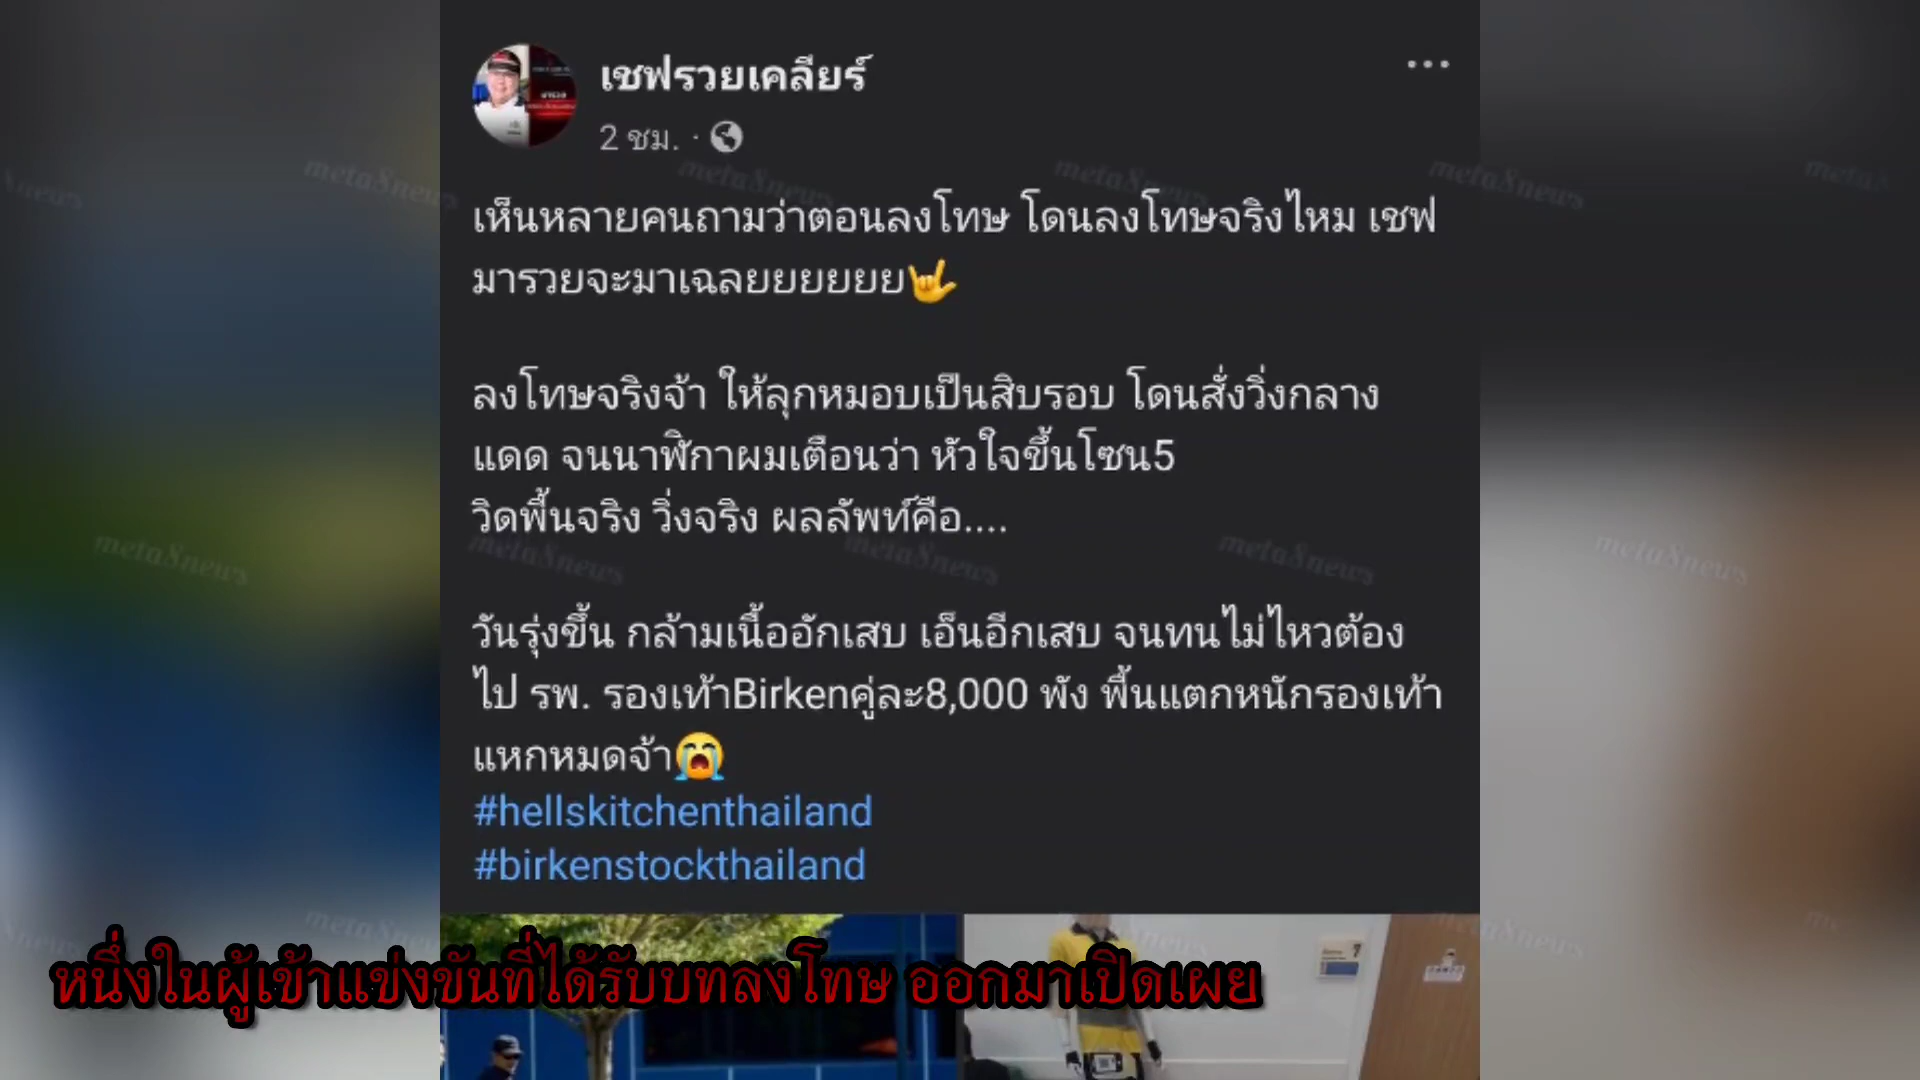 เชฟรวยเคลียร์
2 ชม.
เห็นหลายคนถามว่าตอนลงโทษ โดนลงโทษจริงไหม เชฟ
มารวยจะมาเฉลยยยยยย🤟
ลงโทษจริงจ้า ให้ลุกหมอบเป็นสิบรอบ โดนสั่งวิ่งกลาง
แดด จนนาฬิกาผมเตือนว่า หัวใจขึ้นโซน5
วิดพื้นจริง วิ่งจริง ผลลัพท์คือ....
วันรุ่งขึ้น กล้ามเนื้ออักเสบ เอ็นอีกเสบ จนทนไม่ไหวต้อง
ไป รพ. รองเท้าBirkenคู่ละ8,000 พัง พื้นแตกหนักรองเท้า
แหกหมดจ้า😭
#hellskitchenthailand
#birkenstockthailand
หนึ่งในผู้เข้าแข่งขันที่ได้รับบทลงโทษ ออกมาเปิดเผย
meta8news